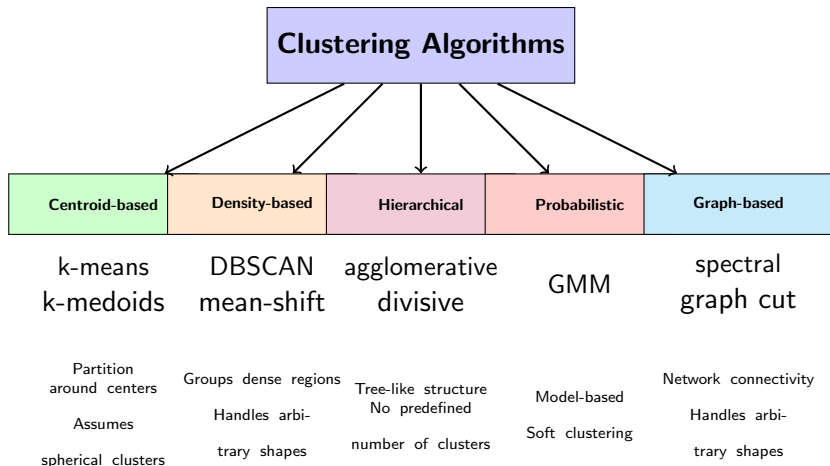 Clustering Algorithms
Centroid-based
Density-based
Hierarchical
Probabilistic
Graph-based
k-means
k-medoids
DBSCAN
mean-shift
agglomerative
divisive
GMM
spectral
graph cut
Partition
around centers
Assumes
spherical clusters
Groups dense regions
Handles arbi-
trary shapes
Tree-like structure
No predefined
number of clusters
Model-based
Soft clustering
Network connectivity
Handles arbi-
trary shapes